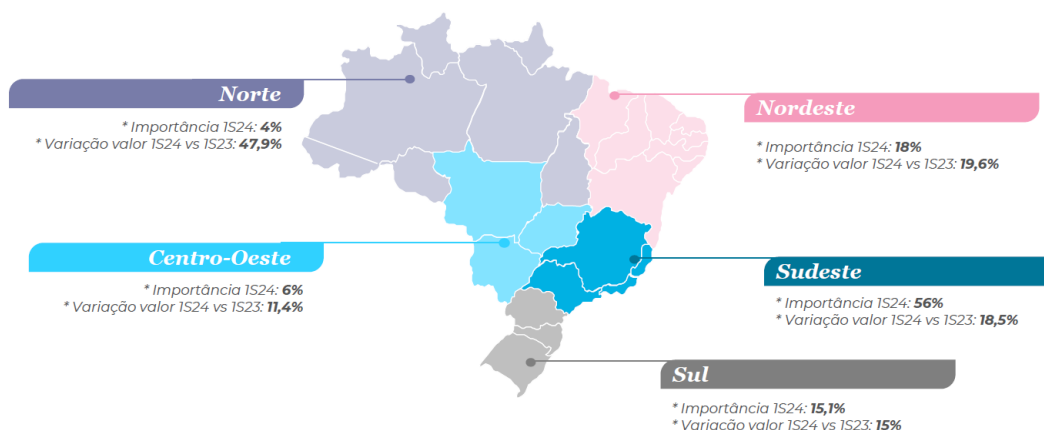 Norte
* Importância 1S24: 4%
* Variação valor 1S24 vs 1S23: 47,9%
Nordeste
* Importância 1S24: 18%
* Variação valor 1S24 vs 1S23: 19,6%
Centro-Oeste
* Importância 1S24: 6%
* Variação valor 1S24 vs 1S23: 11,4%
Sudeste
* Importância 1S24: 56%
* Variação valor 1S24 vs 1S23: 18,5%
Sul
* Importância 1S24: 15,1%
* Variação valor 1S24 vs 1S23: 15%